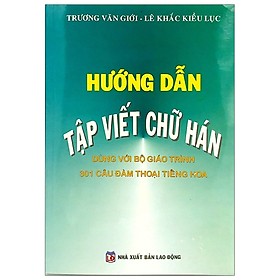 TRƯƠNG VĂN GIỚI - LÊ KHẮC KIỀU LỤC
HƯỚNG DẪN
TẬP VIẾT CHỮ HÁN
DÙNG VỚI BỘ GIÁO TRÌNH
301 CÂU ĐÀM THOẠI TIẾNG HOA
NHÀ XUẤT BẢN LAO ĐỘNG